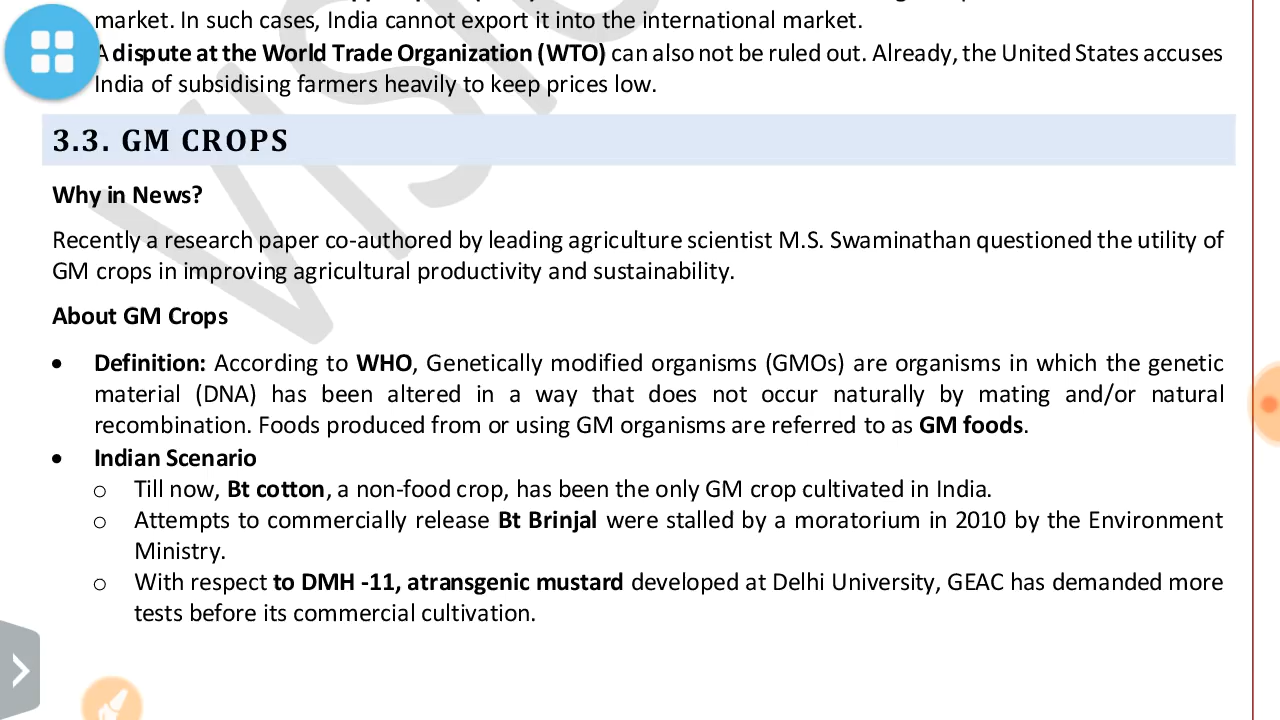 market. In such cases, India cannot export it into the international market.
A dispute at the World Trade Organization (WTO) can also not be ruled out. Already, the United States accuses
India of subsidising farmers heavily to keep prices low.
3.3. GM CROPS
Why in News?
Recently a research paper co-authored by leading agriculture scientist M.S. Swaminathan questioned the utility of
GM crops in improving agricultural productivity and sustainability.
About GM Crops
• Definition: According to WHO, Genetically modified organisms (GMOs) are organisms in which the genetic
material (DNA) has been altered in a way that does not occur naturally by mating and/or natural
recombination. Foods produced from or using GM organisms are referred to as GM foods.
• Indian Scenario
o Till now, Bt cotton, a non-food crop, has been the only GM crop cultivated in India.
o Attempts to commercially release Bt Brinjal were stalled by a moratorium in 2010 by the Environment
Ministry.
o With respect to DMH -11, atransgenic mustard developed at Delhi University, GEAC has demanded more
tests before its commercial cultivation.